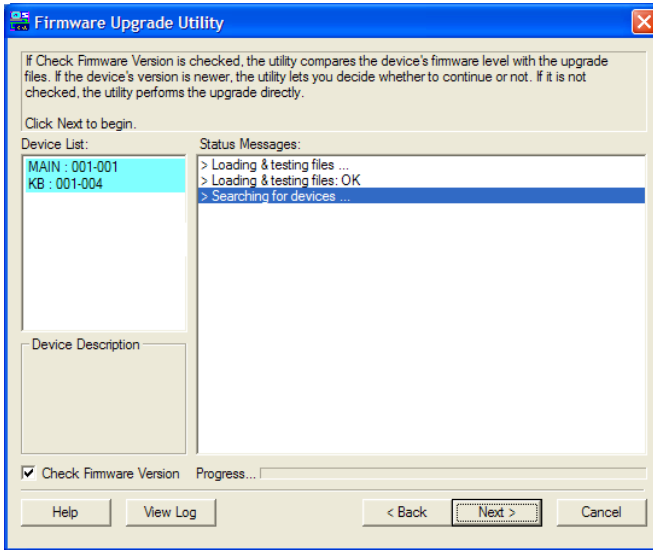 Firmware Upgrade Utility
If Check Firmware Version is checked, the utility compares the device's firmware level with the upgrade
files. If the device's version is newer, the utility lets you decide whether to continue or not. If it is not
checked, the utility performs the upgrade directly.
Click Next to begin.
Device List:
MAIN : 001-001
KB : 001-004
Status Messages:
> Loading & testing files ...
> Loading & testing files: OK
> Searching for devices ...
Device Description
Check Firmware Version
Progress...
Help
View Log
< Back
Next >
Cancel